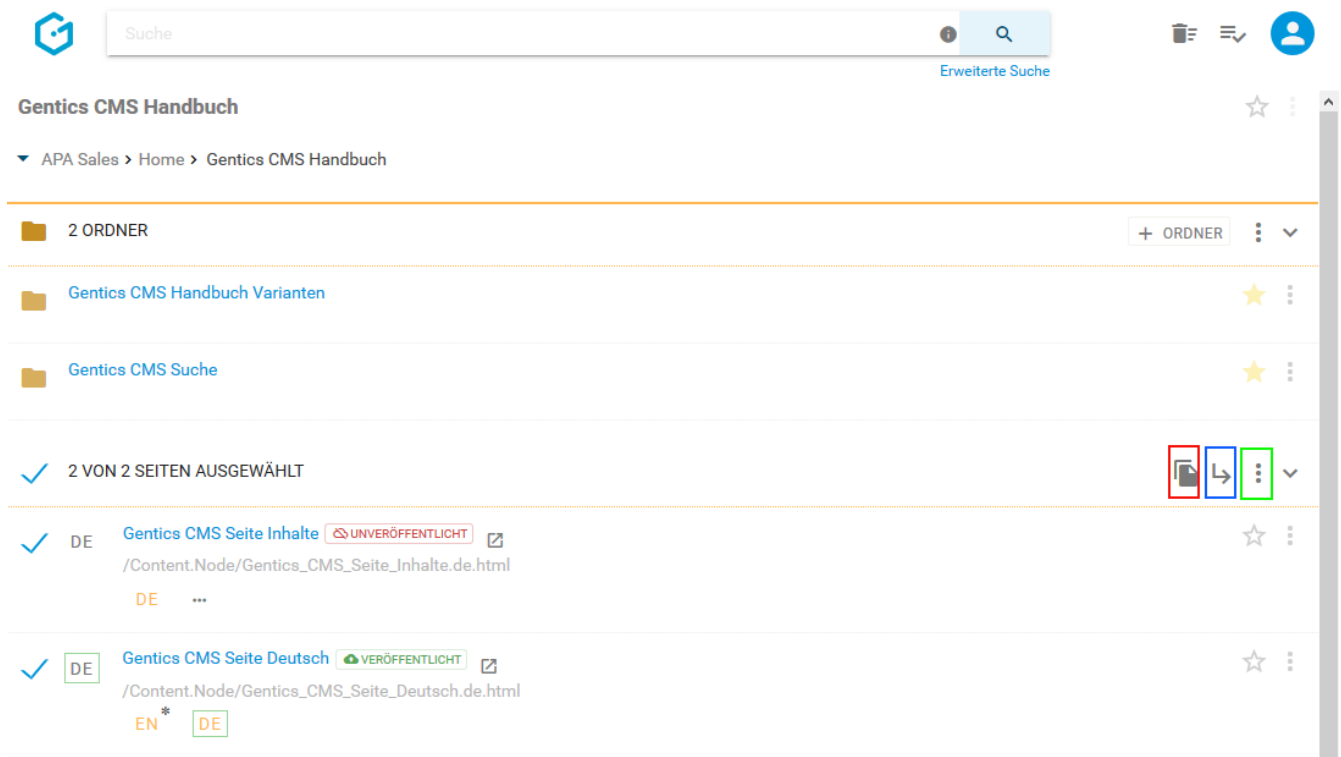 Suche
Erweiterte Suche
Gentics CMS Handbuch
APA Sales > Home > Gentics CMS Handbuch
2 ORDNER
+ ORDNER
Gentics CMS Handbuch Varianten
Gentics CMS Suche
2 VON 2 SEITEN AUSGEWÄHLT
DE Gentics CMS Seite Inhalte UNVERÖFFENTLICHT
/Content.Node/Gentics_CMS_Seite_Inhalte.de.html
DE ...
DE Gentics CMS Seite Deutsch VERÖFFENTLICHT
/Content.Node/Gentics_CMS_Seite_Deutsch.de.html
EN* DE